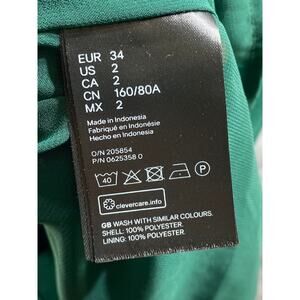 EUR 34
US 2
CA 2
CN 160/80A
MX 2
Made in Indonesia
Fabriqué en Indonésie
Hecho en Indonesia
O/N 205854
P/N 0625358 0
40
P
clevercare.info
GB WASH WITH SIMILAR COLOURS.
SHELL: 100% POLYESTER
LINING: 100% POLYESTER